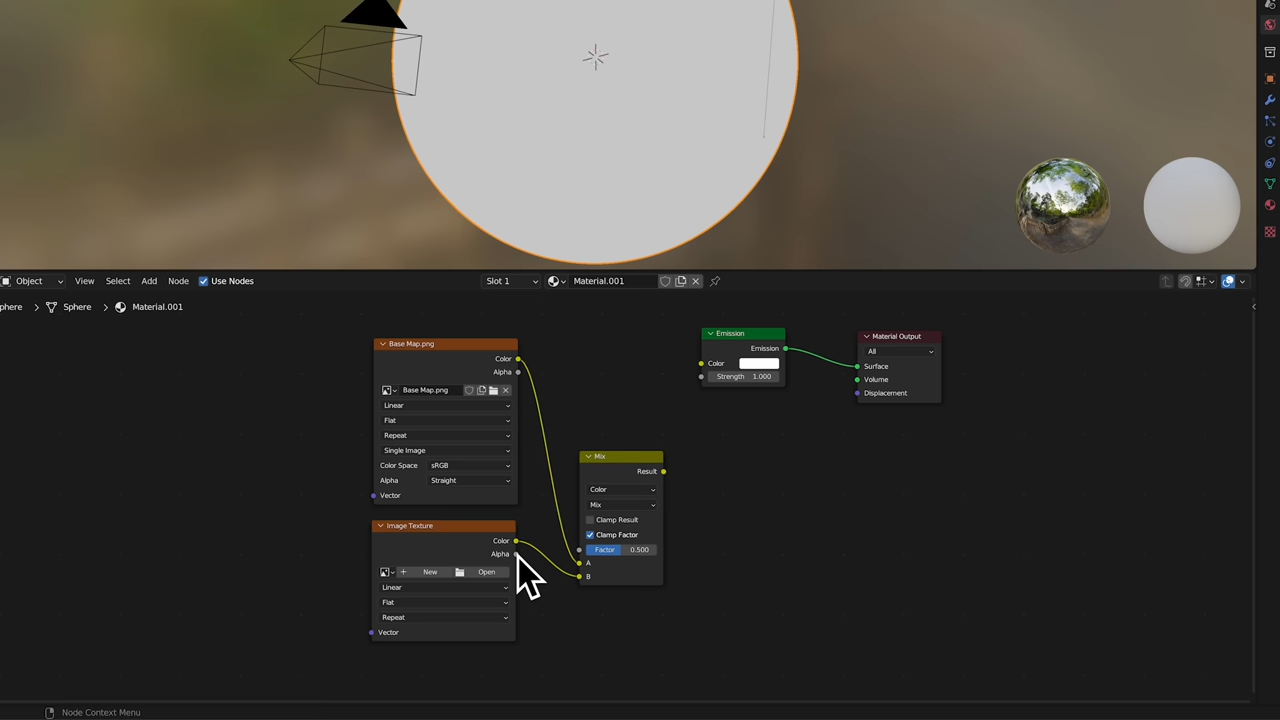 Object View Select Add Node Use Nodes Slot 1 Material.001
phere > Sphere > Material.001
Base Map.png
Color
Alpha
Base Map.png
Linear
Flat
Repeat
Single Image
Color Space sRGB
Alpha Straight
Vector
Image Texture
Color
Alpha
New Open
Linear
Flat
Repeat
Vector
Mix
Result
Color
Mix
Clamp Result
Clamp Factor
Factor 0.500
A
B
Emission
Emission
Color
Strength 1.000
Material Output
All
Surface
Volume
Displacement
Node Context Menu